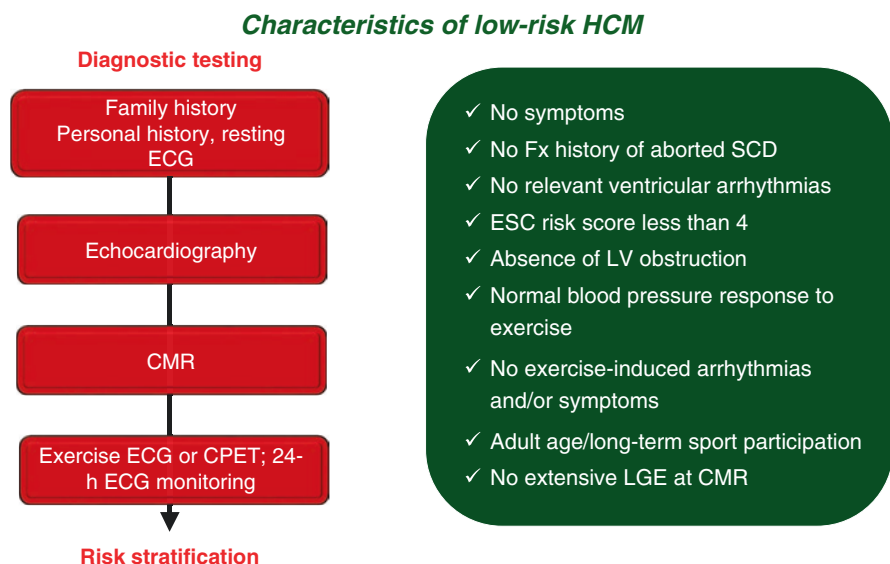 Characteristics of low-risk HCM
Diagnostic testing
Family history
Personal history, resting
ECG
Echocardiography
CMR
Exercise ECG or CPET; 24-
h ECG monitoring
Risk stratification
✓ No symptoms
✓ No Fx history of aborted SCD
✓ No relevant ventricular arrhythmias
✓ ESC risk score less than 4
✓ Absence of LV obstruction
✓ Normal blood pressure response to
exercise
✓ No exercise-induced arrhythmias
and/or symptoms
✓ Adult age/long-term sport participation
✓ No extensive LGE at CMR